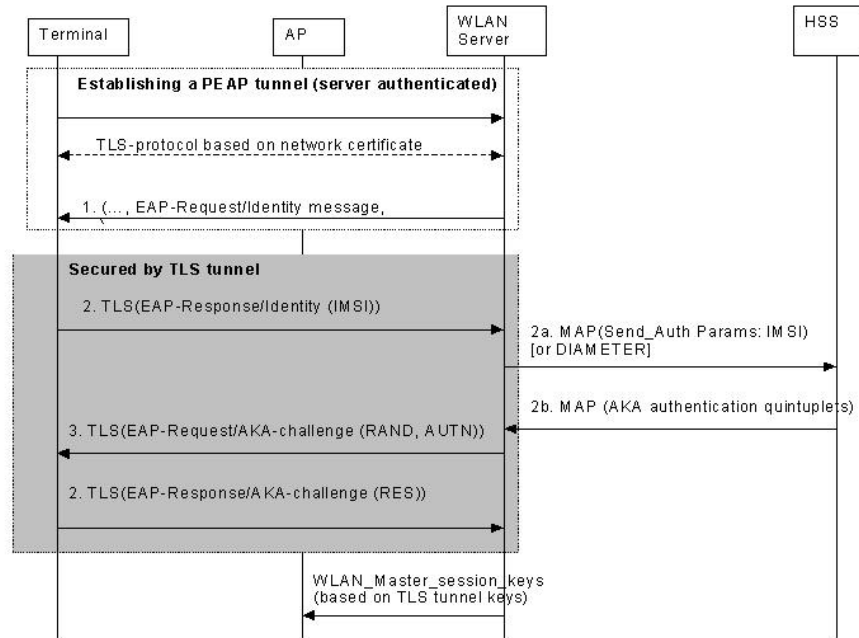 Terminal
AP
WLAN
Server
HSS
Establishing a PEAP tunnel (server authenticated)
TLS-protocol based on network certificate
1. (..., EAP-Request/Identity message,
Secured by TLS tunnel
2. TLS(EAP-Response/Identity (IMSI))
2a. MAP(Send_Auth Params: IMSI)
[or DIAMETER]
2b. MAP (AKA authentication quintuplets)
3. TLS(EAP-Request/AKA-challenge (RAND, AUTN))
2. TLS(EAP-Response/AKA-challenge (RES))
WLAN_Master_session_keys
(based on TLS tunnel keys)